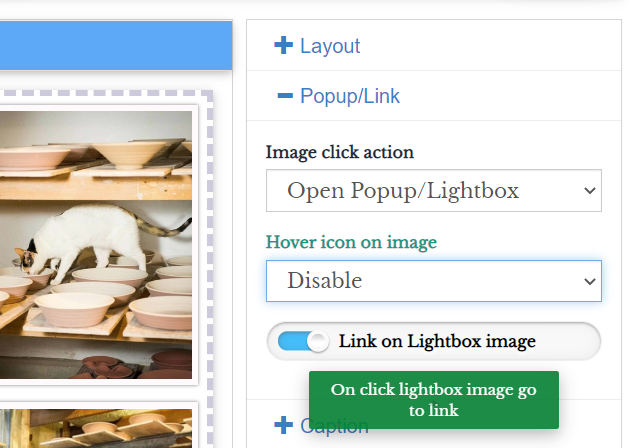 Layout
Popup/Link
Image click action
Open Popup/Lightbox
Hover icon on image
Disable
Link on Lightbox image
On click lightbox image go
to link
Caption